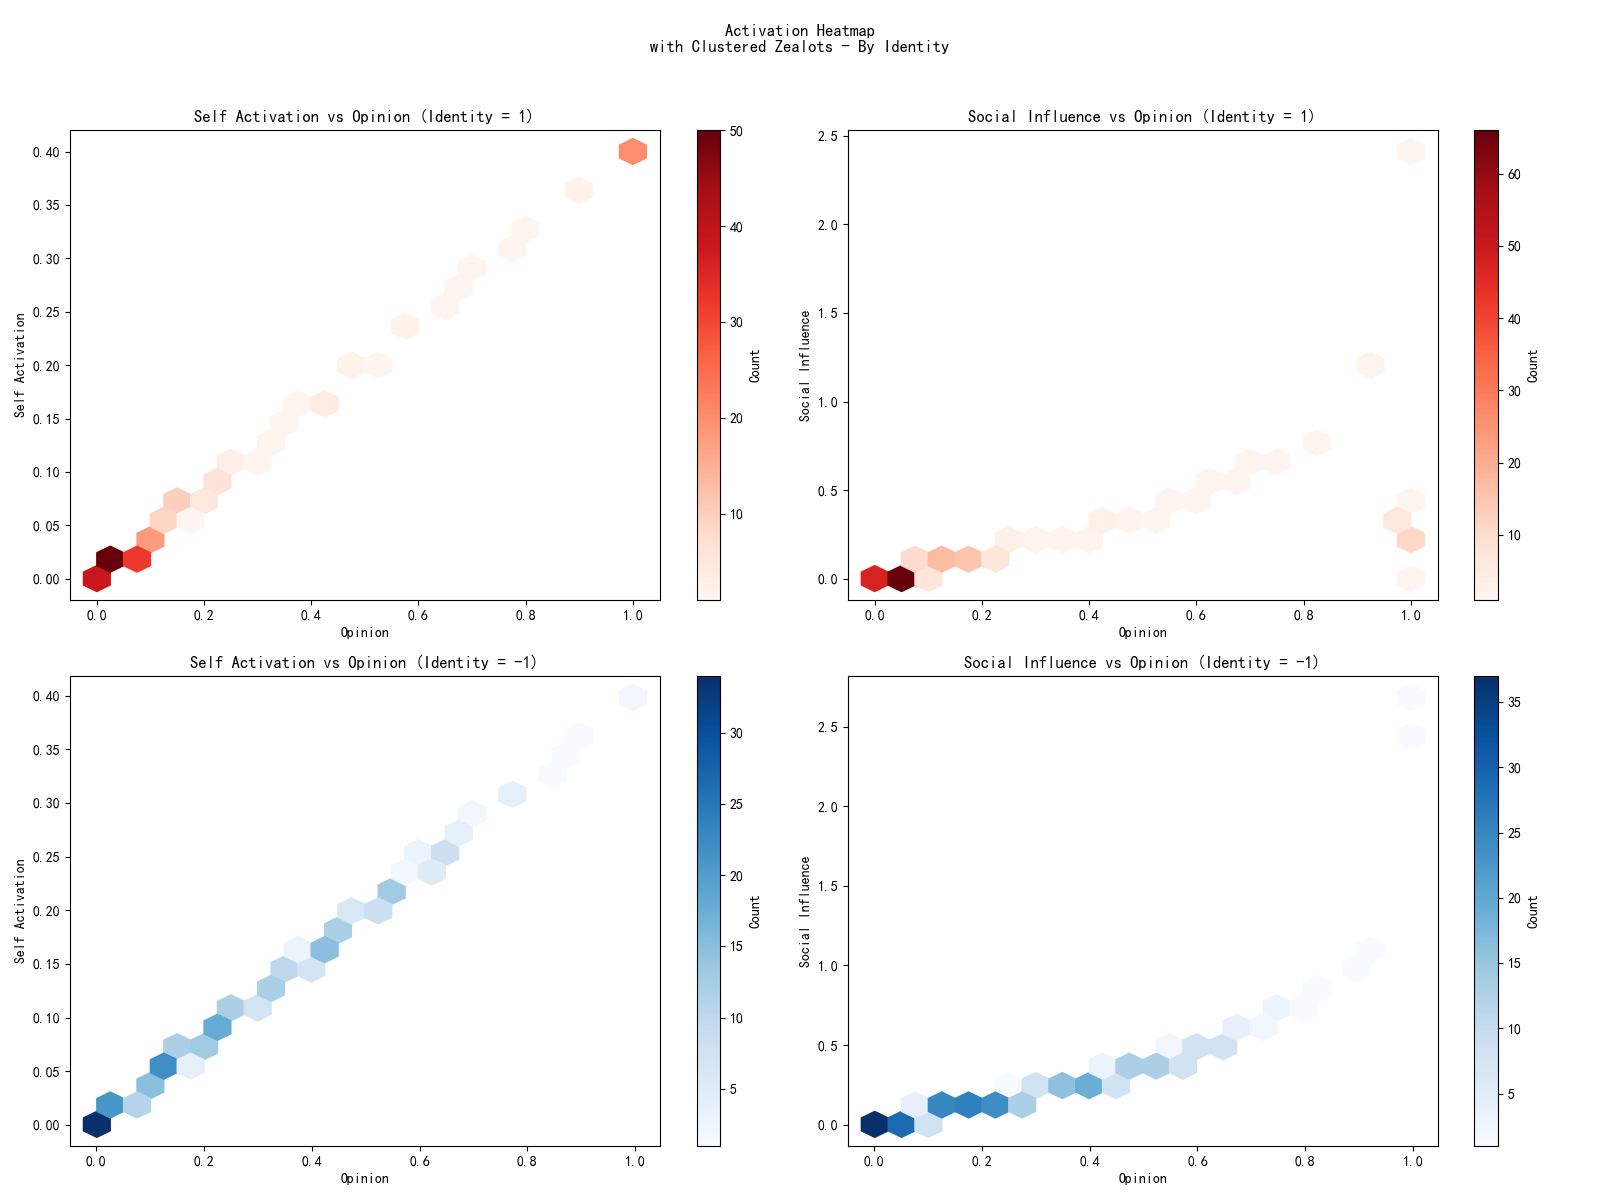 Activation Heatmap
with Clustered Zealots - By Identity
Self Activation vs Opinion (Identity = 1)
0.40
0.35
0.30
0.25
0.20
0.15
0.10
0.05
0.00
Self Activation
0.0 0.2 0.4 0.6 0.8 1.0
Opinion
50
40
30
20
10
Count
Social Influence vs Opinion (Identity = 1)
2.5
2.0
1.5
1.0
0.5
0.0
Social Influence
0.0 0.2 0.4 0.6 0.8 1.0
Opinion
60
50
40
30
20
10
Count
Self Activation vs Opinion (Identity = -1)
0.40
0.35
0.30
0.25
0.20
0.15
0.10
0.05
0.00
Self Activation
0.0 0.2 0.4 0.6 0.8 1.0
Opinion
30
25
20
15
10
5
Count
Social Influence vs Opinion (Identity = -1)
2.5
2.0
1.5
1.0
0.5
0.0
Social Influence
0.0 0.2 0.4 0.6 0.8 1.0
Opinion
35
30
25
20
15
10
5
Count